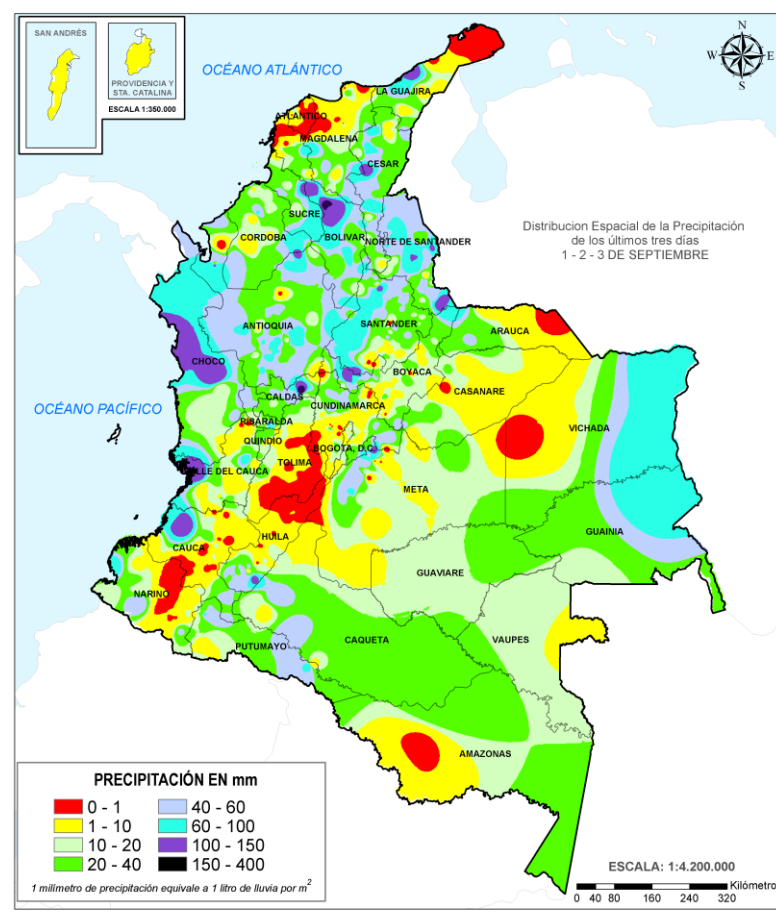 SAN ANDRÉS
PROVIDENCIA Y
STA. CATALINA
ESCALA 1:350.000
OCÉANO ATLÁNTICO
N
W
E
S
LA GUAJIRA
ATLANTICO
MAGDALENA
CESAR
SUCRE
CORDOBA
BOLIVAR
NORTE DE SANTANDER
Distribucion Espacial de la Precipitación
de los últimos tres días
1 - 2 - 3 DE SEPTIEMBRE
ANTIOQUIA
SANTANDER
ARAUCA
CHOCO
BOYACA
CASANARE
CALDAS
CUNDINAMARCA
OCÉANO PACÍFICO
RISARALDA
VICHADA
QUINDIO
BOGOTA, D.C.
TOLIMA
VALLE DEL CAUCA
META
GUAINIA
HUILA
CAUCA
GUAVIARE
NARIÑO
CAQUETA
VAUPES
PUTUMAYO
AMAZONAS
PRECIPITACIÓN EN mm
0 - 1
40 - 60
1 - 10
60 - 100
10 - 20
100 - 150
20 - 40
150 - 400
1 milímetro de precipitación equivale a 1 litro de lluvia por m2
ESCALA: 1:4.200.000
Kilómetro
0 40 80 160 240 320